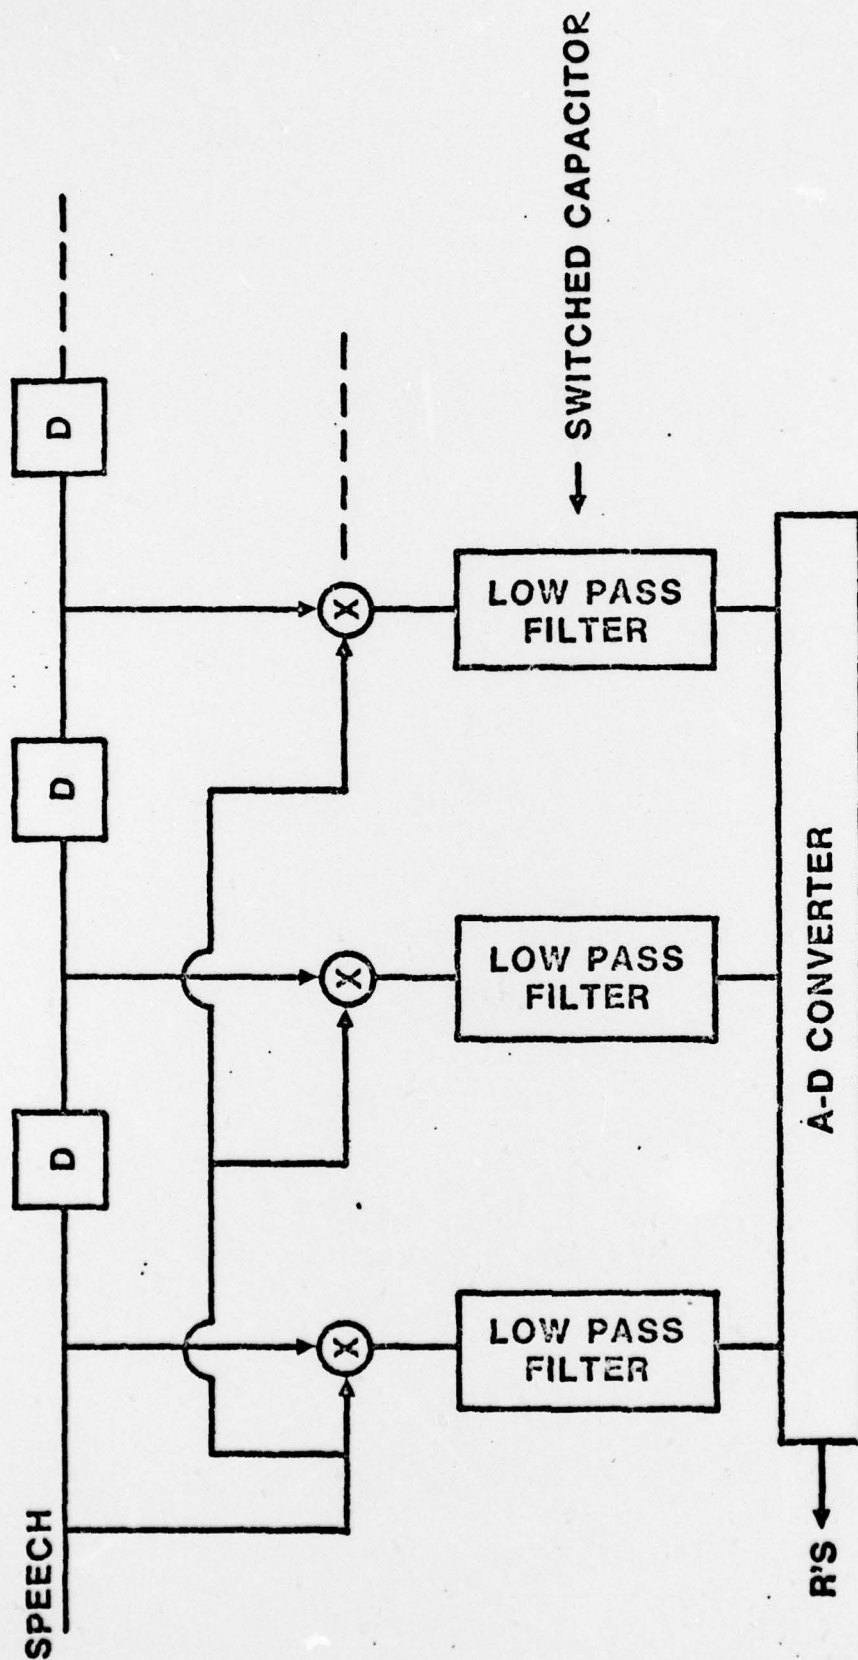 SPEECH
D
D
D
X
X
X
LOW PASS
FILTER
LOW PASS
FILTER
LOW PASS
FILTER
← SWITCHED CAPACITOR
A-D CONVERTER
R'S